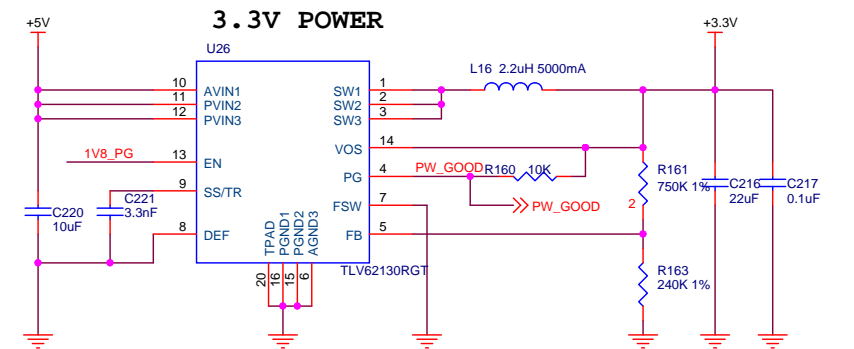 3.3V POWER
+5V
+3.3V
U26
L16 2.2uH 5000mA
10 AVIN1 SW1 1
11 PVIN2 SW2 2
12 PVIN3 SW3 3
VOS 14
1V8_PG 13 EN PG 4 PW_GOOD R160 10K
R161
750K 1%
2
C216
22uF
C217
0.1uF
9 SS/TR
C221
3.3nF
FSW 7
PW_GOOD
C220
10uF
8 DEF FB 5
TPAD
PGND1
PGND2
AGND3
20
16
15
6
TLV62130RGT
R163
240K 1%